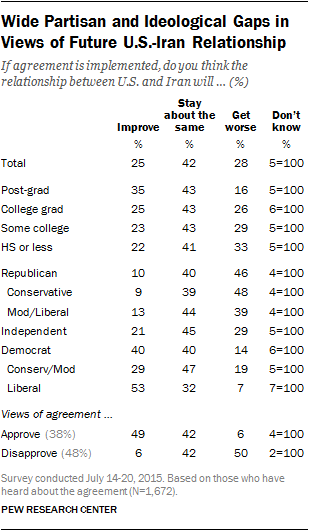 Wide Partisan and Ideological Gaps in
Views of Future U.S.-Iran Relationship
If agreement is implemented, do you think the
relationship between U.S. and Iran will ... (%)
Improve Stay about the same Get worse Don't know
% % % %
Total 25 42 28 5=100
Post-grad 35 43 16 5=100
College grad 25 43 26 6=100
Some college 23 43 29 5=100
HS or less 22 41 33 5=100
Republican 10 40 46 4=100
Conservative 9 39 48 4=100
Mod/Liberal 13 44 39 4=100
Independent 21 45 29 5=100
Democrat 40 40 14 6=100
Conserv/Mod 29 47 19 5=100
Liberal 53 32 7 7=100
Views of agreement ...
Approve (38%) 49 42 6 4=100
Disapprove (48%) 6 42 50 2=100
Survey conducted July 14-20, 2015. Based on those who
have heard about the agreement (N=1,672).
PEW RESEARCH CENTER